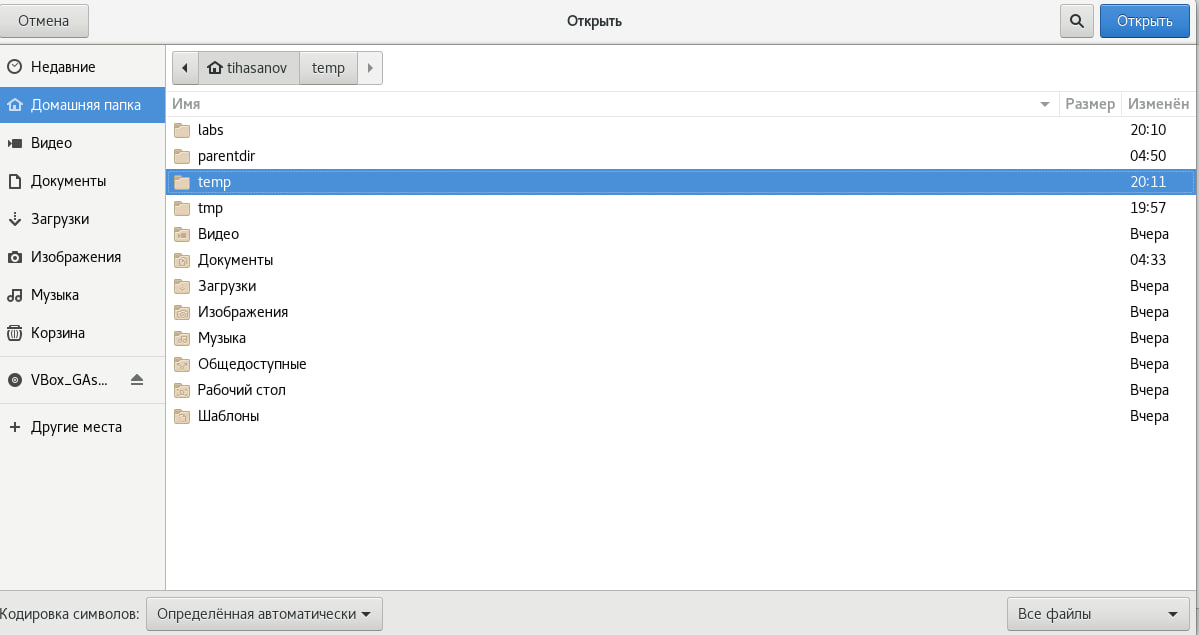 Отмена Открыть Открыть
Недавние
Домашняя папка
Видео
Документы
Загрузки
Изображения
Музыка
Корзина
VBox_GAs...
Другие места
tihasanov temp
Имя Размер Изменён
labs 20:10
parentdir 04:50
temp 20:11
tmp 19:57
Видео Вчера
Документы 04:33
Загрузки Вчера
Изображения Вчера
Музыка Вчера
Общедоступные Вчера
Рабочий стол Вчера
Шаблоны Вчера
Кодировка символов: Определённая автоматически Все файлы